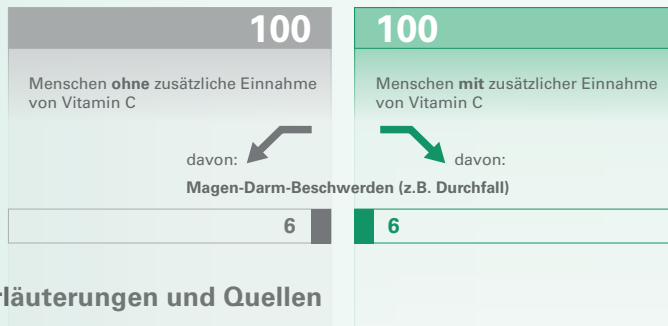 100
Menschen ohne zusätzliche Einnahme
von Vitamin C
davon:
100
Menschen mit zusätzlicher Einnahme
von Vitamin C
davon:
Magen-Darm-Beschwerden (z.B. Durchfall)
6
6
rläuterungen und Quellen